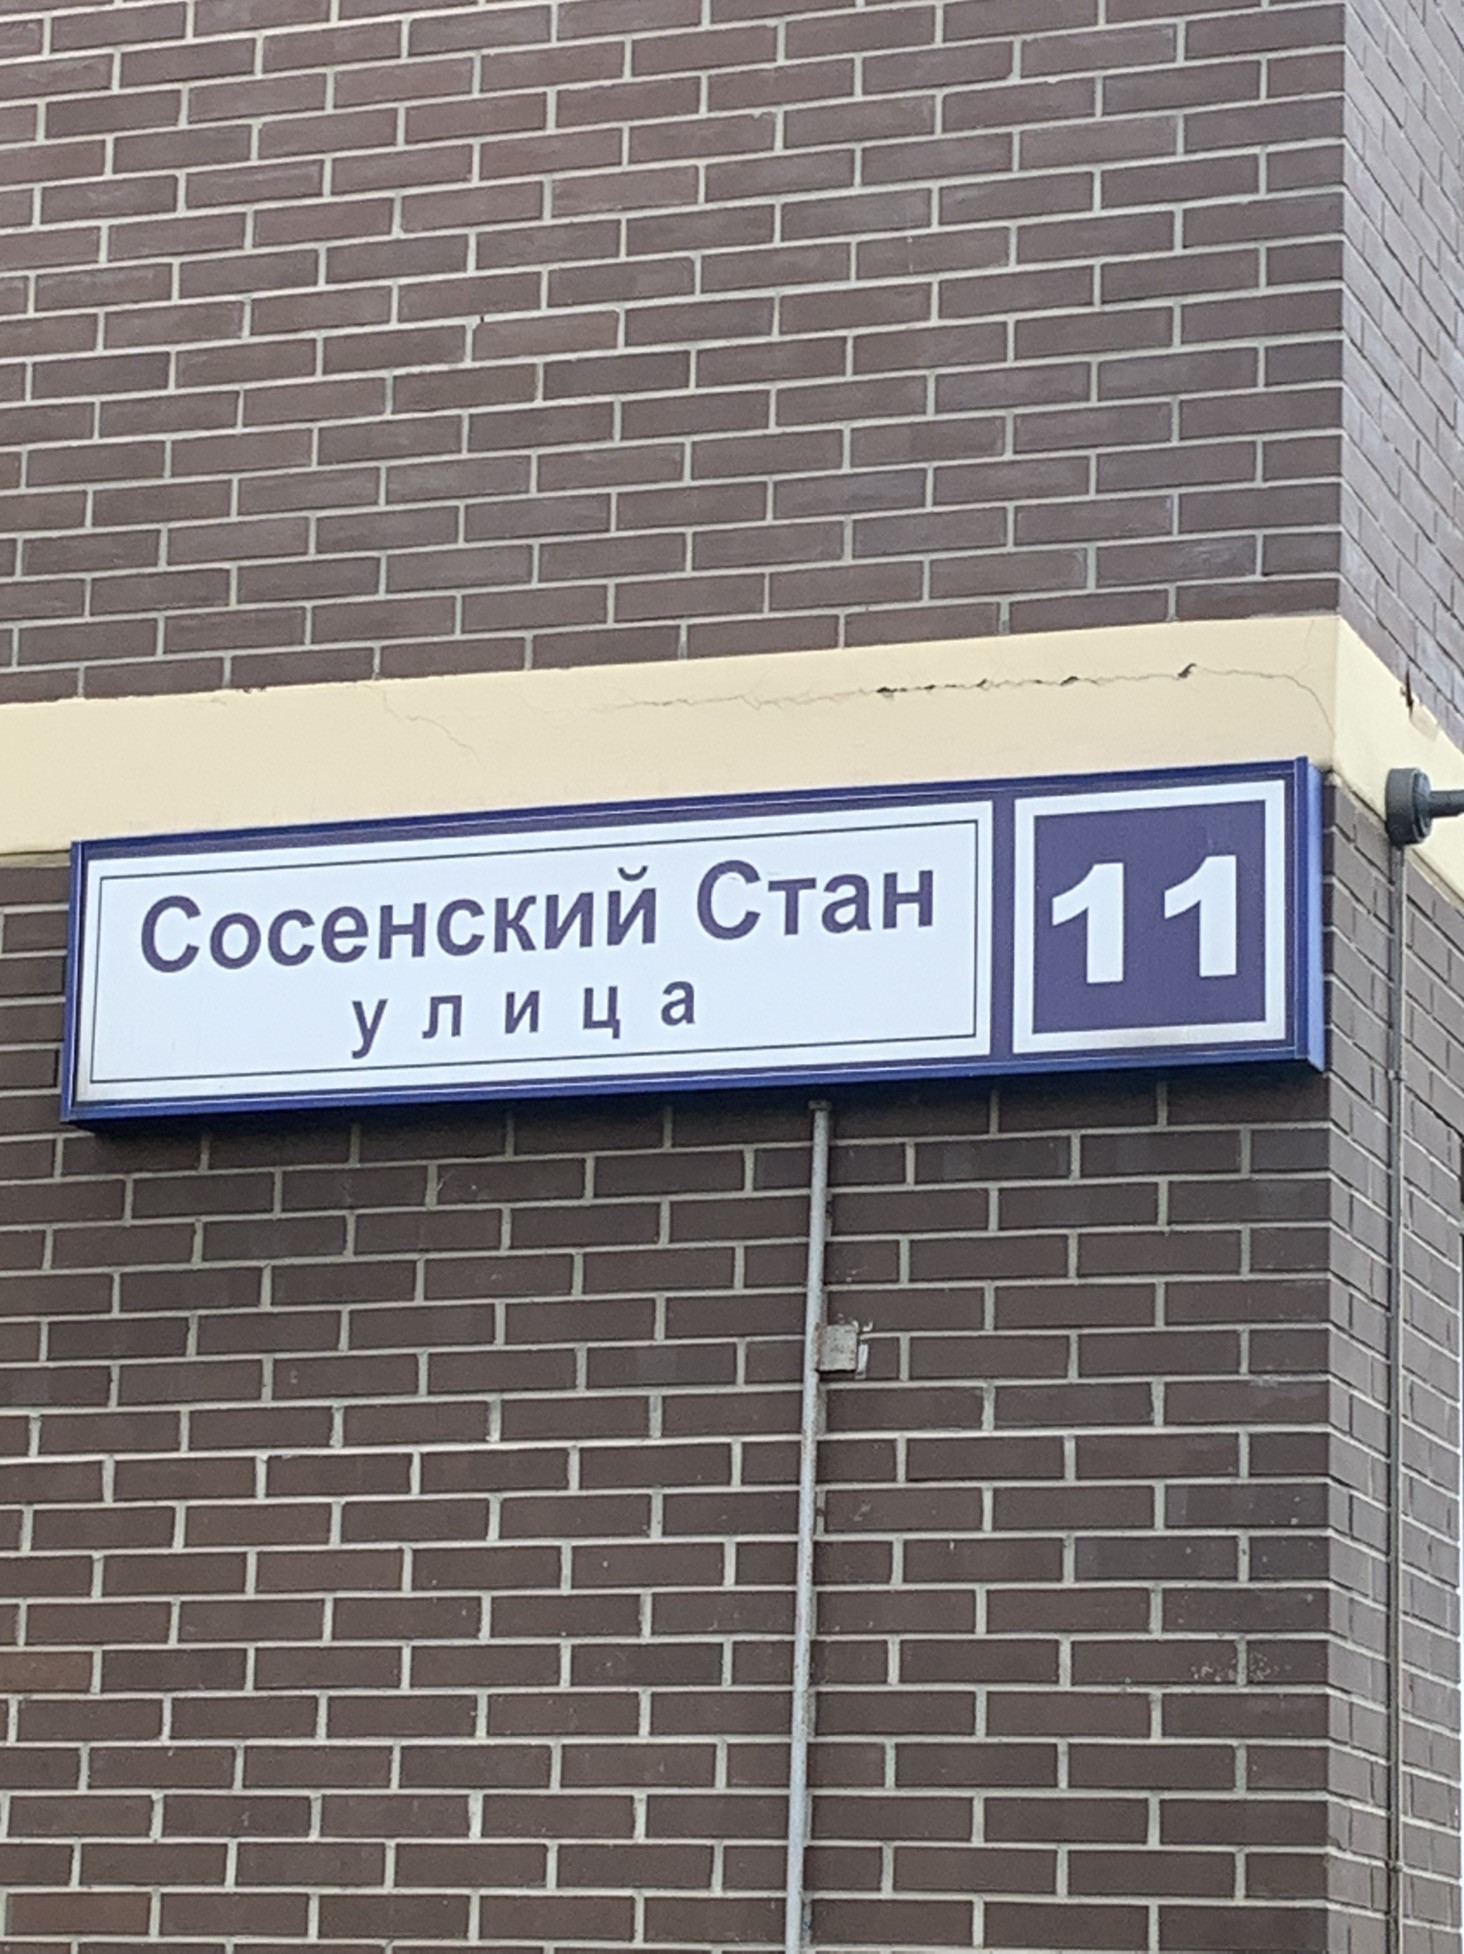 Сосенский Стан
улица
11